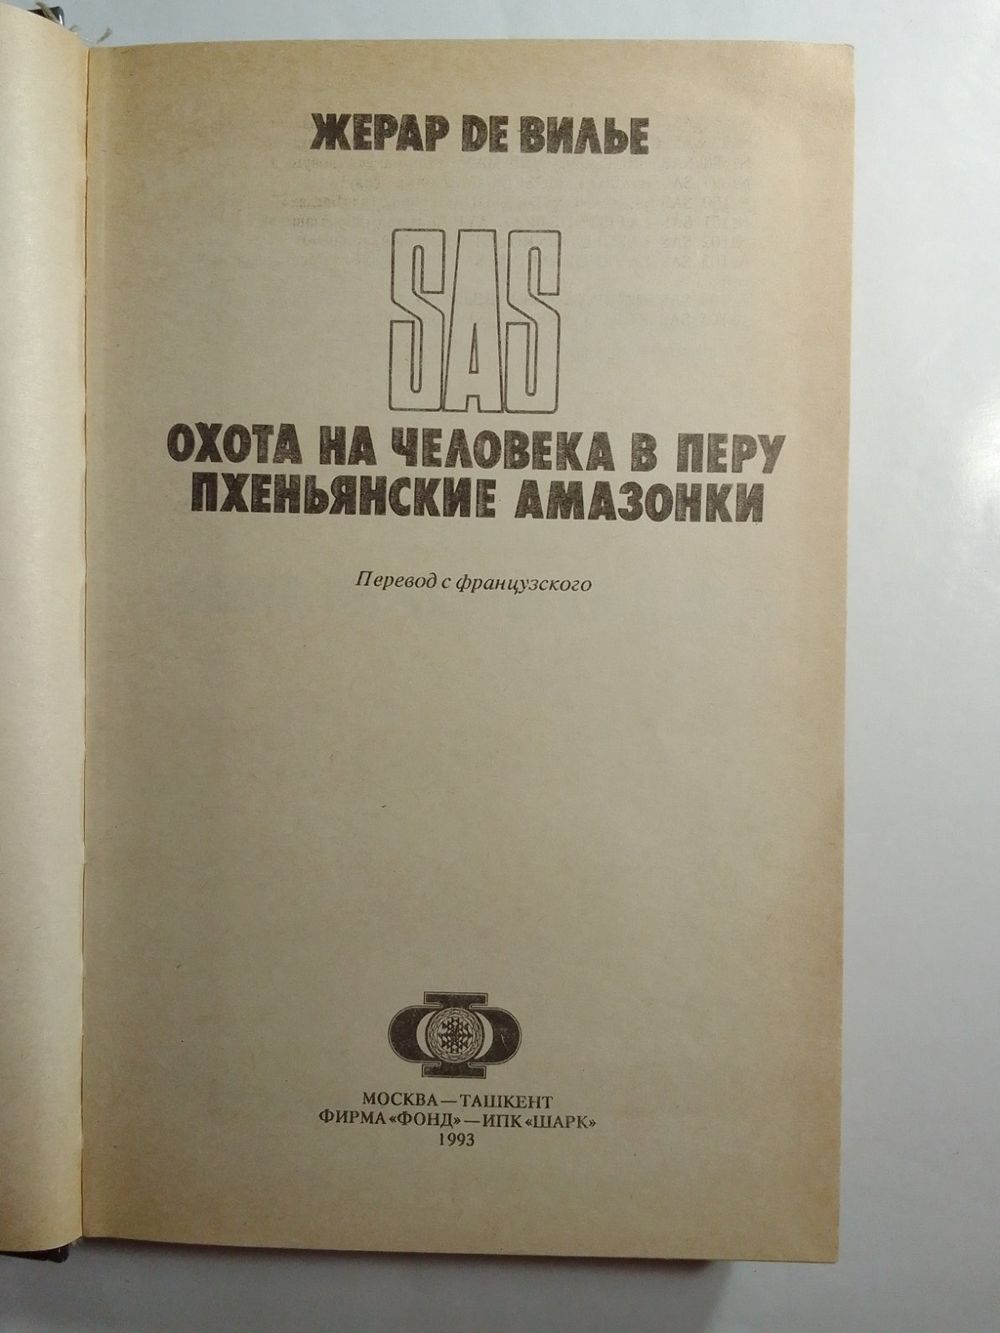 ЖЕРАР DE ВИЛЬЕ
SAS
ОХОТА НА ЧЕЛОВЕКА В ПЕРУ
ПХЕНЬЯНСКИЕ АМАЗОНКИ
Перевод с французского
МОСКВА—ТАШКЕНТ
ФИРМА «ФОНД»—ИПК «ШАРК»
1993